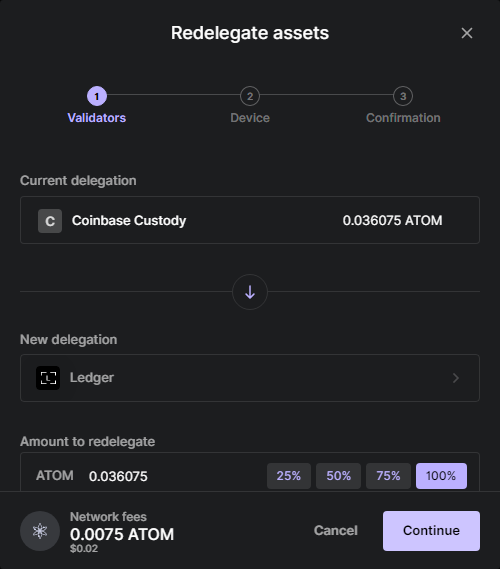 Redelegate assets
1 2 3
Validators Device Confirmation
Current delegation
C Coinbase Custody 0.036075 ATOM
New delegation
L Ledger
Amount to redelegate
ATOM 0.036075 25% 50% 75% 100%
Network fees
0.0075 ATOM
$0.02
Cancel Continue